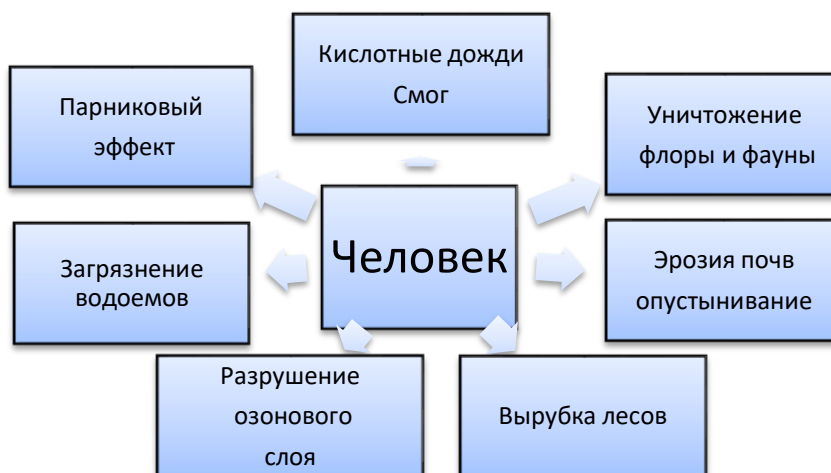 Кислотные дожди
Смог
Парниковый
эффект
Уничтожение
флоры и фауны
Человек
Загрязнение
водоемов
Эрозия почв
опустынивание
Разрушение
озонового
слоя
Вырубка лесов